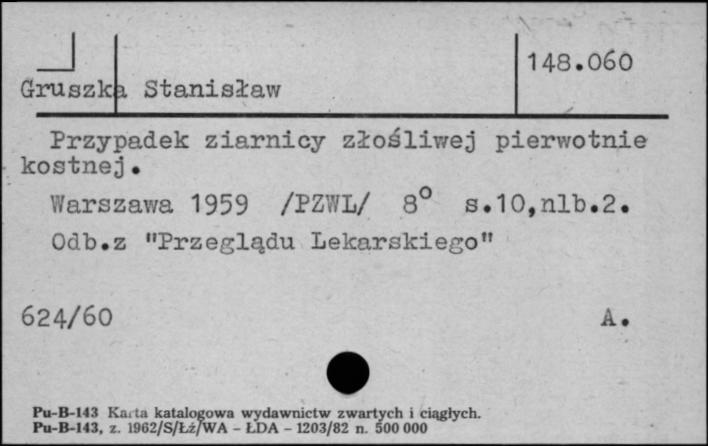 148.060
Gruszka Stanisław
Przypadek ziarnicy złośliwej pierwotnie
kostnej.
Warszawa 1959 /PZWL/ 8° s.10,nlb.2.
Odb.z "Przeglądu Lekarskiego"
624/60 A.
Pu-B-143 Karta katalogowa wydawnictw zwartych i ciągłych.
Pu-B-143, z. 1962/S/Łź/WA - ŁDA - 1203/82 n. 500 000